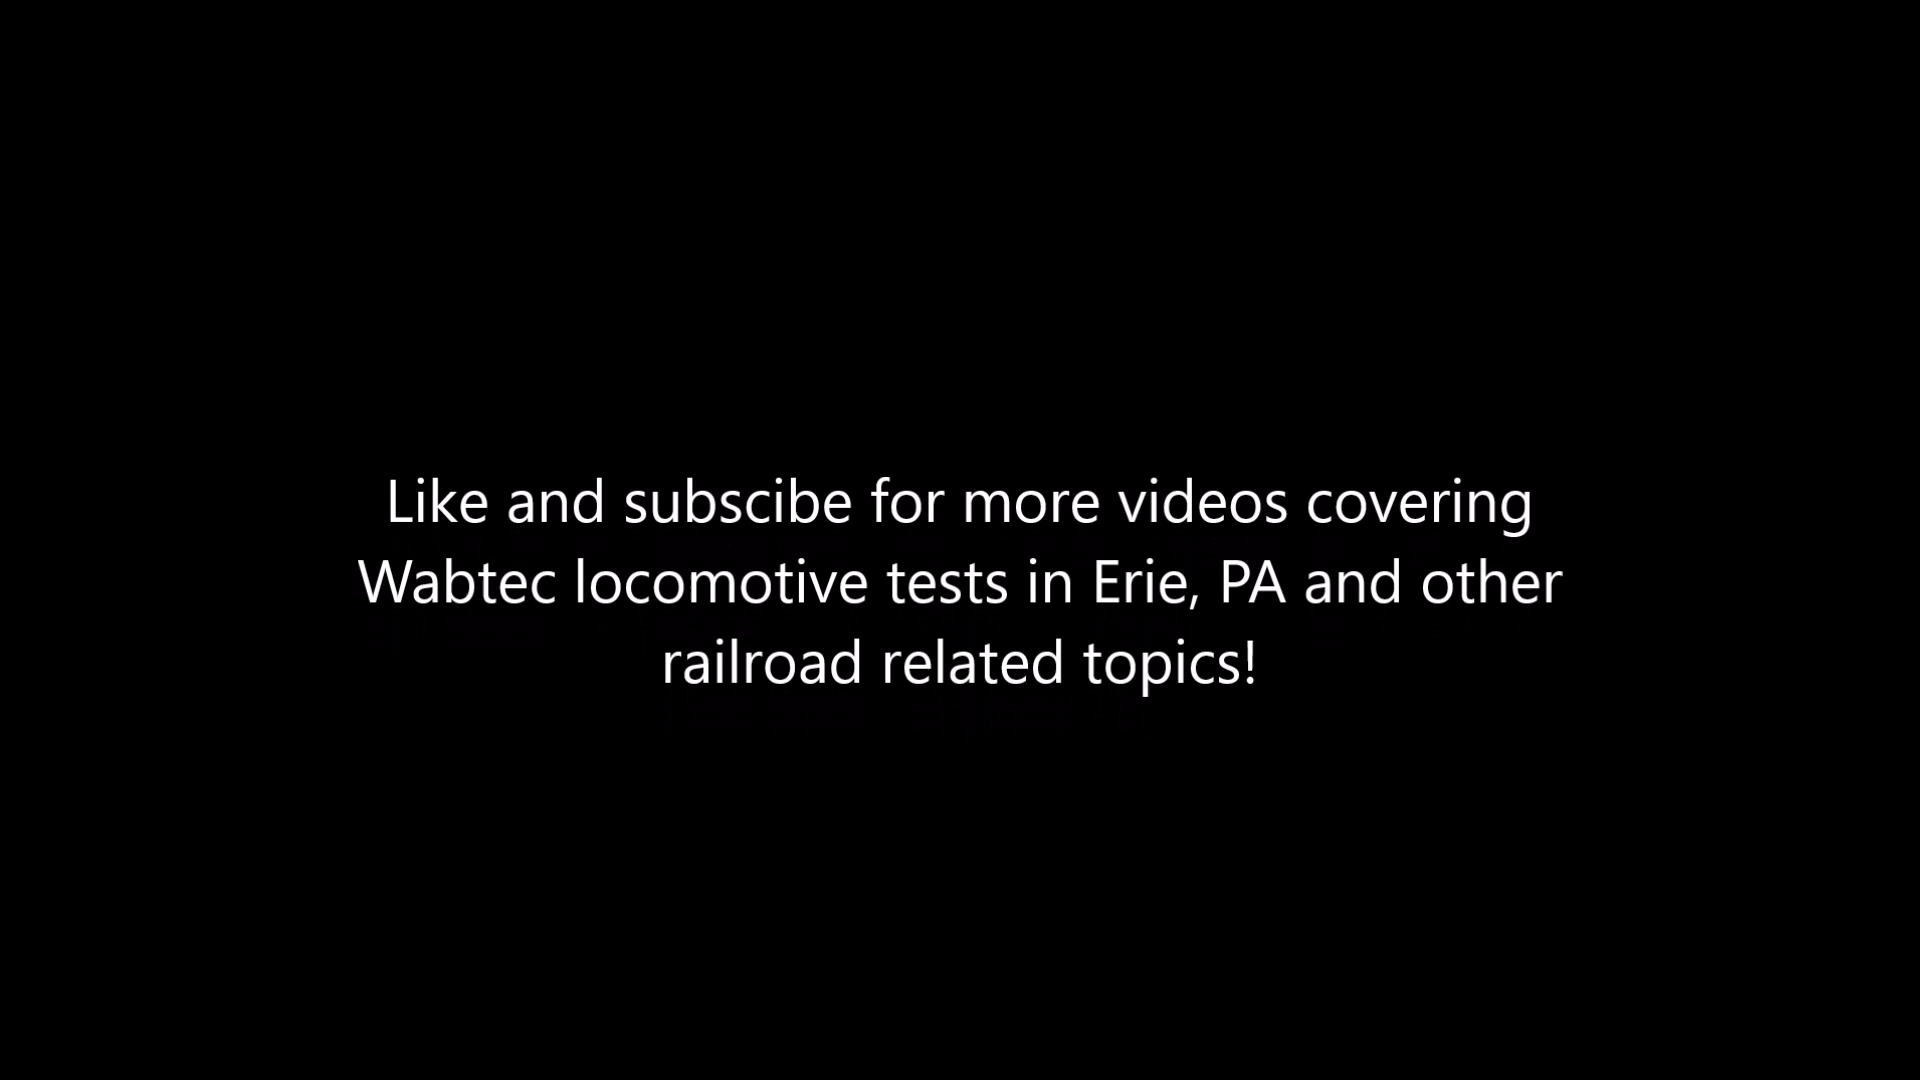 Like and subscibe for more videos covering
Wabtec locomotive tests in Erie, PA and other
railroad related topics!